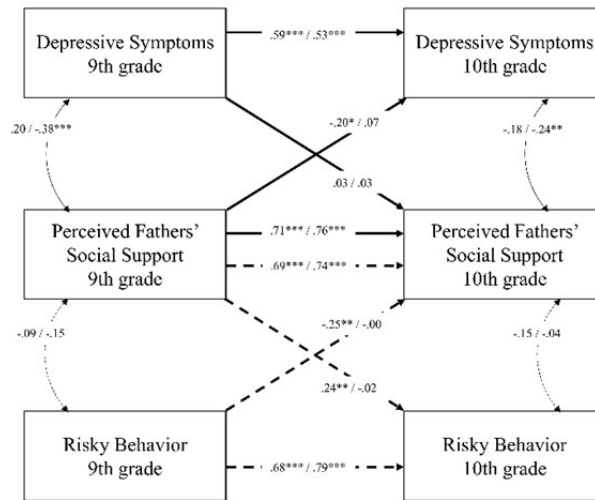 Depressive Symptoms
9th grade
.59*** / .53***
Depressive Symptoms
10th grade
.20 / -.38***
-.20* / .07
-.18 / -.24**
.03 / .03
Perceived Fathers'
Social Support
9th grade
.71*** / .76***
.69*** / .74***
Perceived Fathers'
Social Support
10th grade
-.09 / -.15
-.25** / -.00
-.15 / -.04
.24** / -.02
Risky Behavior
9th grade
.68*** / .79***
Risky Behavior
10th grade